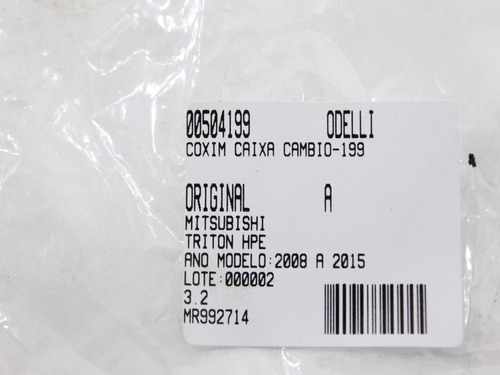 00504199 ODELLI
COXIM CAIXA CAMBIO-199
ORIGINAL A
MITSUBISHI
TRITON HPE
ANO MODELO:2008 A 2015
LOTE:000002
3.2
MR992714